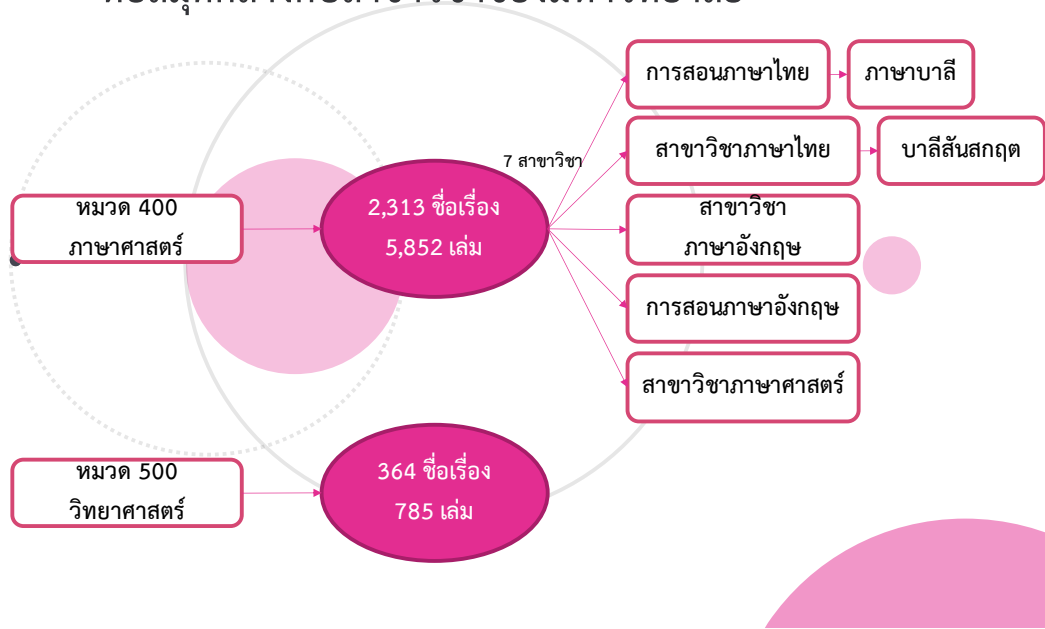 การสอนภาษาไทย
ภาษาบาลี
7 สาขาวิชา
สาขาวิชาภาษาไทย
บาลีสันสกฤต
หมวด 400
ภาษาศาสตร์
2,313 ชื่อเรื่อง
5,852 เล่ม
สาขาวิชา
ภาษาอังกฤษ
การสอนภาษาอังกฤษ
สาขาวิชาภาษาศาสตร์
หมวด 500
วิทยาศาสตร์
364 ชื่อเรื่อง
785 เล่ม